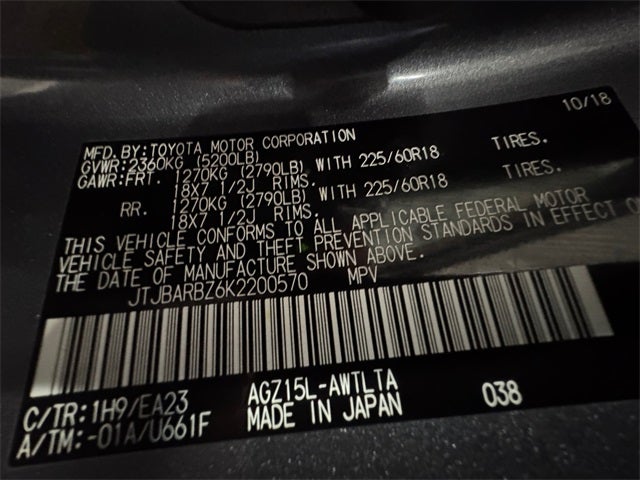 10/18
MFD.BY:TOYOTA MOTOR CORPORATION
GVWR:2360KG (5200LB)
GAWR:FRT. 1270KG (2790LB) WITH 225/60R18 TIRES.
18X7 1/2J RIMS.
RR. 1270KG (2790LB) WITH 225/60R18 TIRES.
18X7 1/2J RIMS.
THIS VEHICLE CONFORMS TO ALL APPLICABLE FEDERAL MOTOR
VEHICLE SAFETY AND THEFT PREVENTION STANDARDS IN EFFECT
THE DATE OF MANUFACTURE SHOWN ABOVE.
JTJBARBZ6K2200570 MPV
C/TR:1H9/EA23 AGZ15L-AWTLTA 038
A/TM:-01A/U661F MADE IN JAPAN